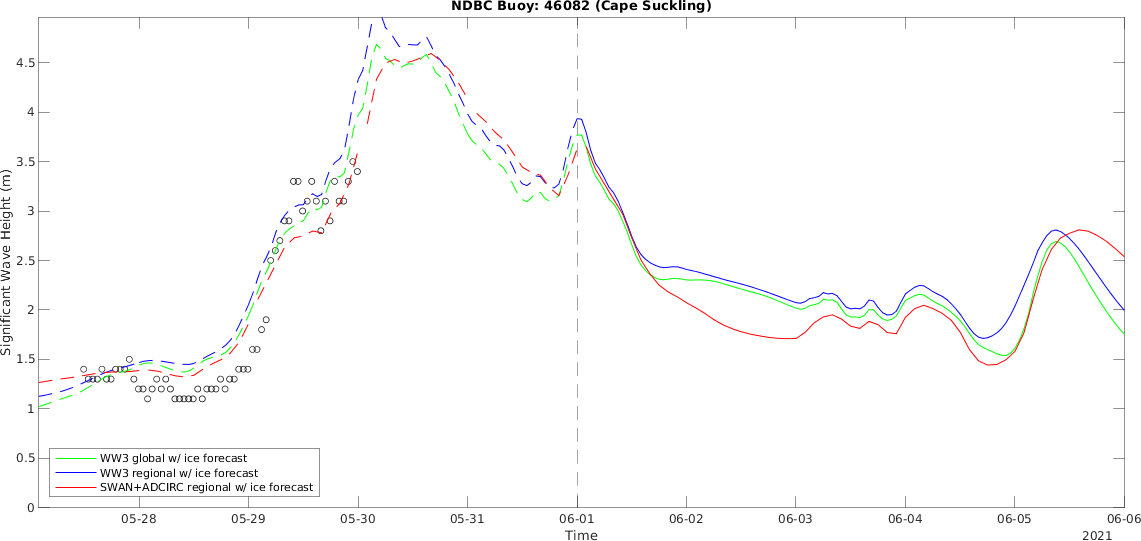 NDBC Buoy: 46082 (Cape Suckling)
Significant Wave Height (m)
4.5
4
3.5
3
2.5
2
1.5
1
0.5
0
WW3 global w/ ice forecast
WW3 regional w/ ice forecast
SWAN+ADCIRC regional w/ ice forecast
05-28 05-29 05-30 05-31 06-01 06-02 06-03 06-04 06-05 06-06
Time 2021